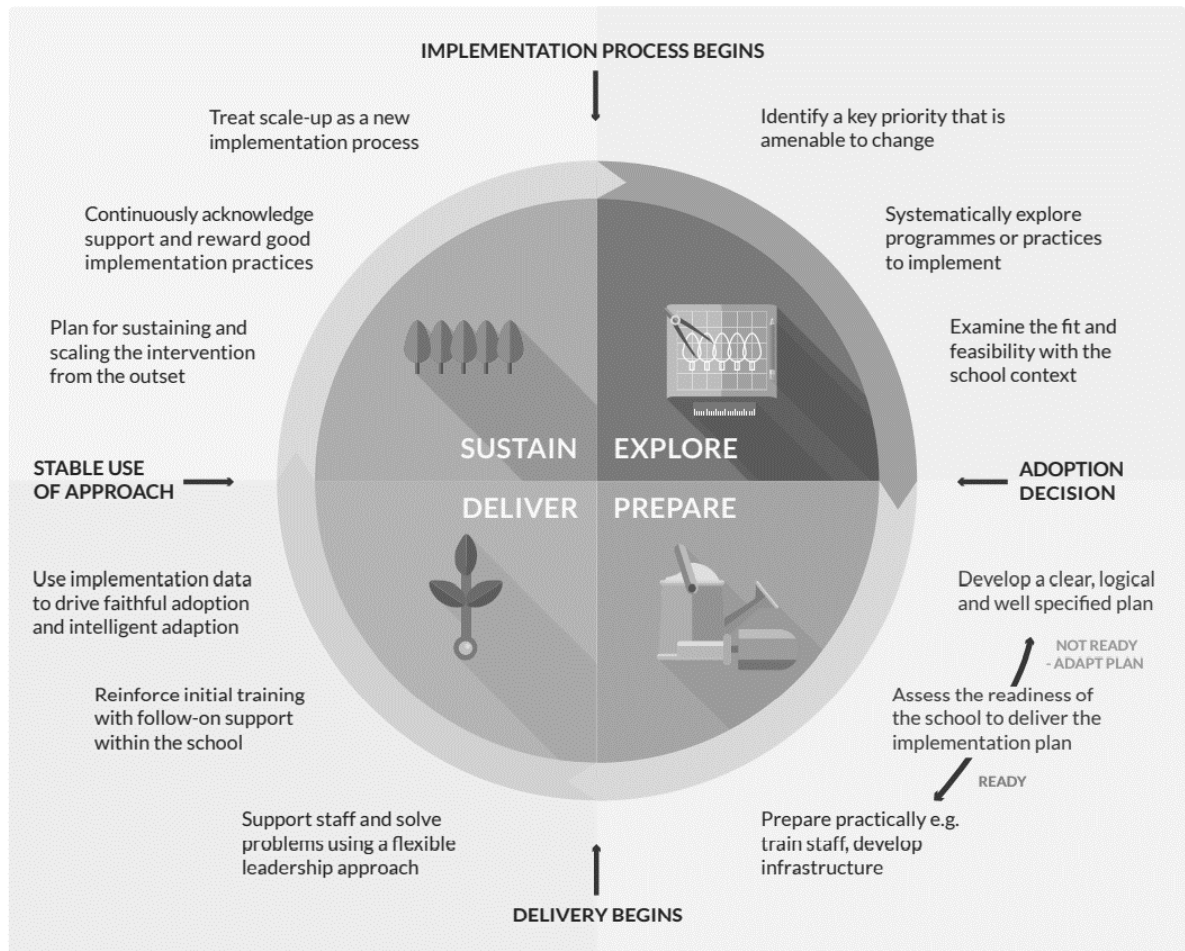 IMPLEMENTATION PROCESS BEGINS
Treat scale-up as a new
implementation process
Identify a key priority that is
amenable to change
Continuously acknowledge
support and reward good
implementation practices
Systematically explore
programmes or practices
to implement
Plan for sustaining and
scaling the intervention
from the outset
Examine the fit and
feasibility with the
school context
SUSTAIN
EXPLORE
STABLE USE
OF APPROACH
ADOPTION
DECISION
DELIVER
PREPARE
Use implementation data
to drive faithful adoption
and intelligent adaption
Develop a clear, logical
and well specified plan
NOT READY
- ADAPT PLAN
Reinforce initial training
with follow-on support
within the school
Assess the readiness of
the school to deliver the
implementation plan
READY
Support staff and solve
problems using a flexible
leadership approach
Prepare practically e.g.
train staff, develop
infrastructure
DELIVERY BEGINS